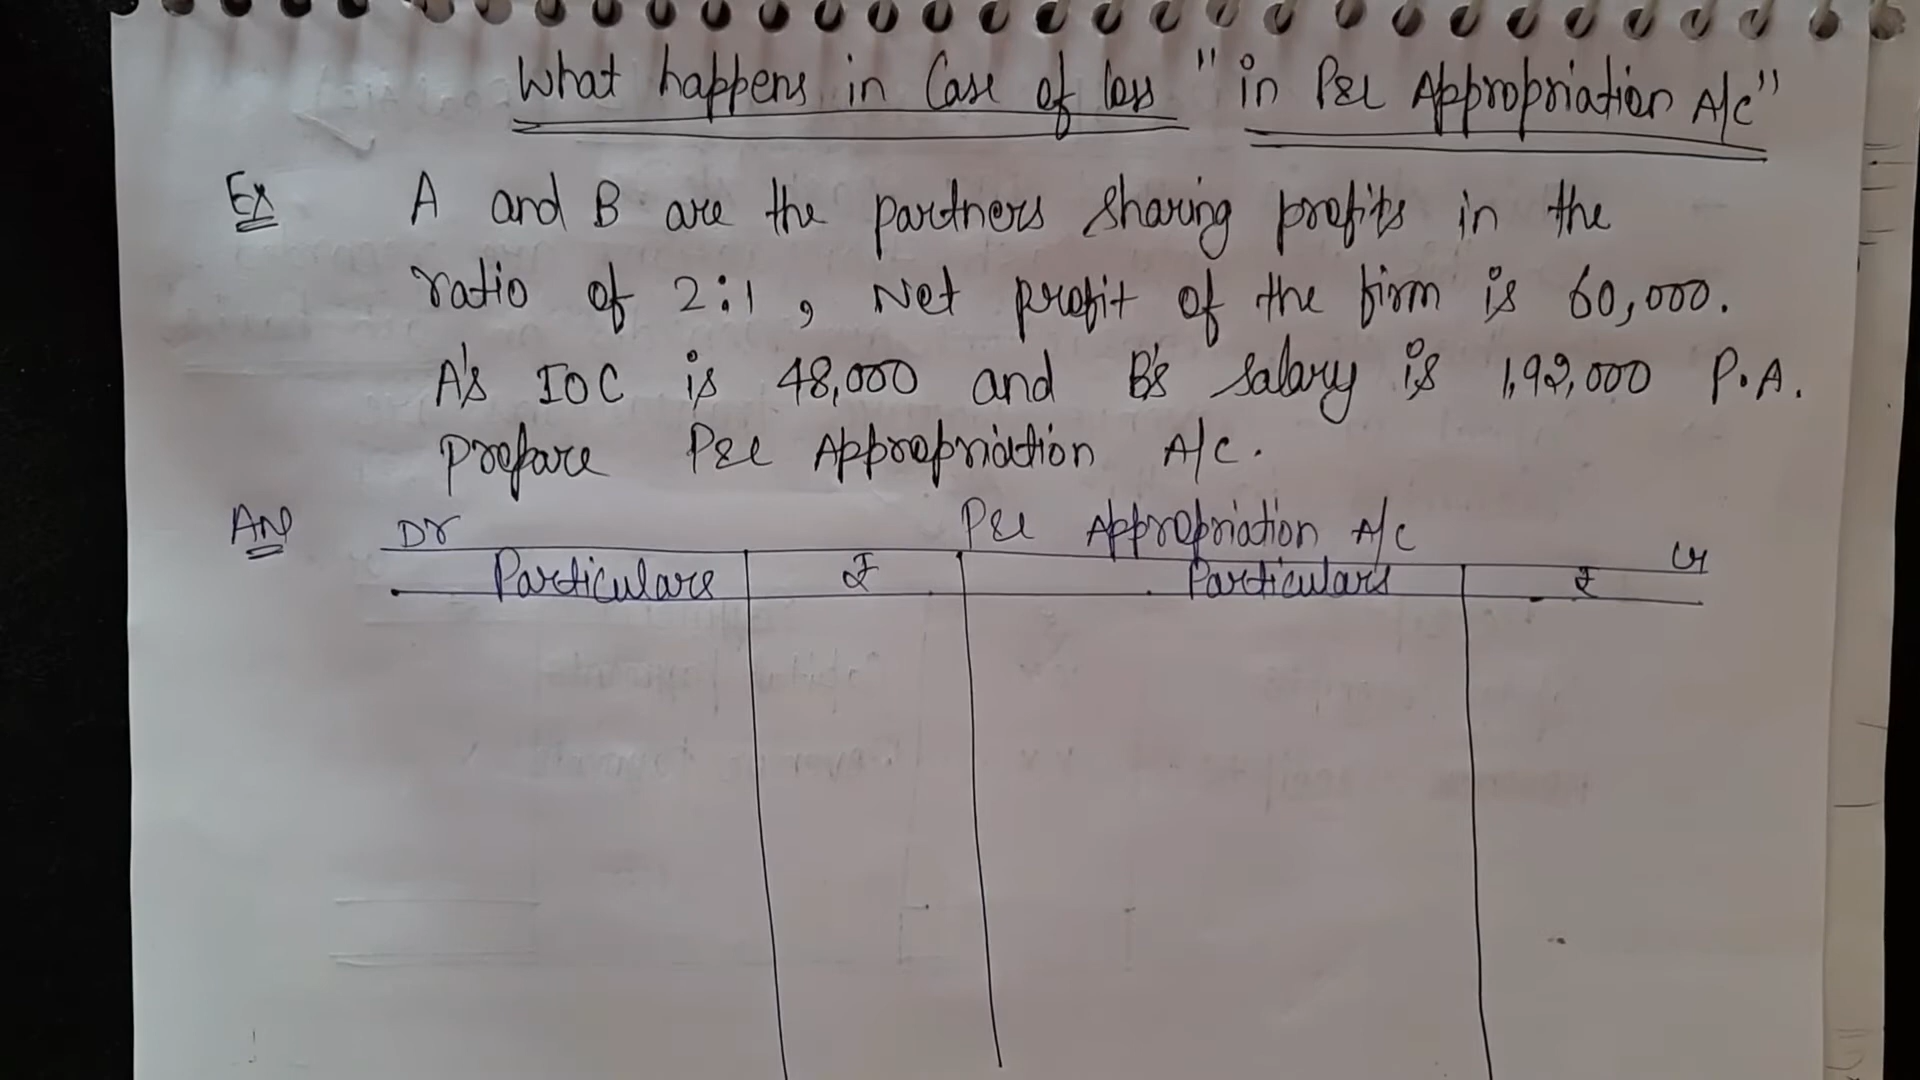 What happens in Case of loss "in P&L Appropriation A/c"
Ex A and B are the partners sharing profits in the
ratio of 2:1, Net profit of the firm is 60,000.
A's IOC is 48,000 and B's salary is 1,92,000 P.A.
Prepare P&L Appropriation A/c.
Ans Dr P&L Appropriation A/c Cr
Particulars ₹ Particulars ₹